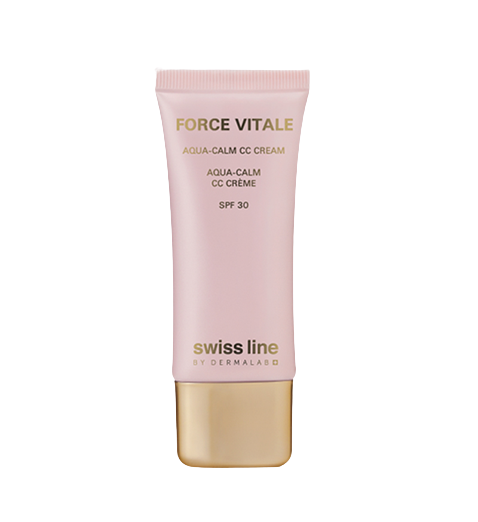 FORCE VITALE
AQUA-CALM CC CREAM
AQUA-CALM
CC CRÈME
SPF 30
swiss line
BY DERMALAB